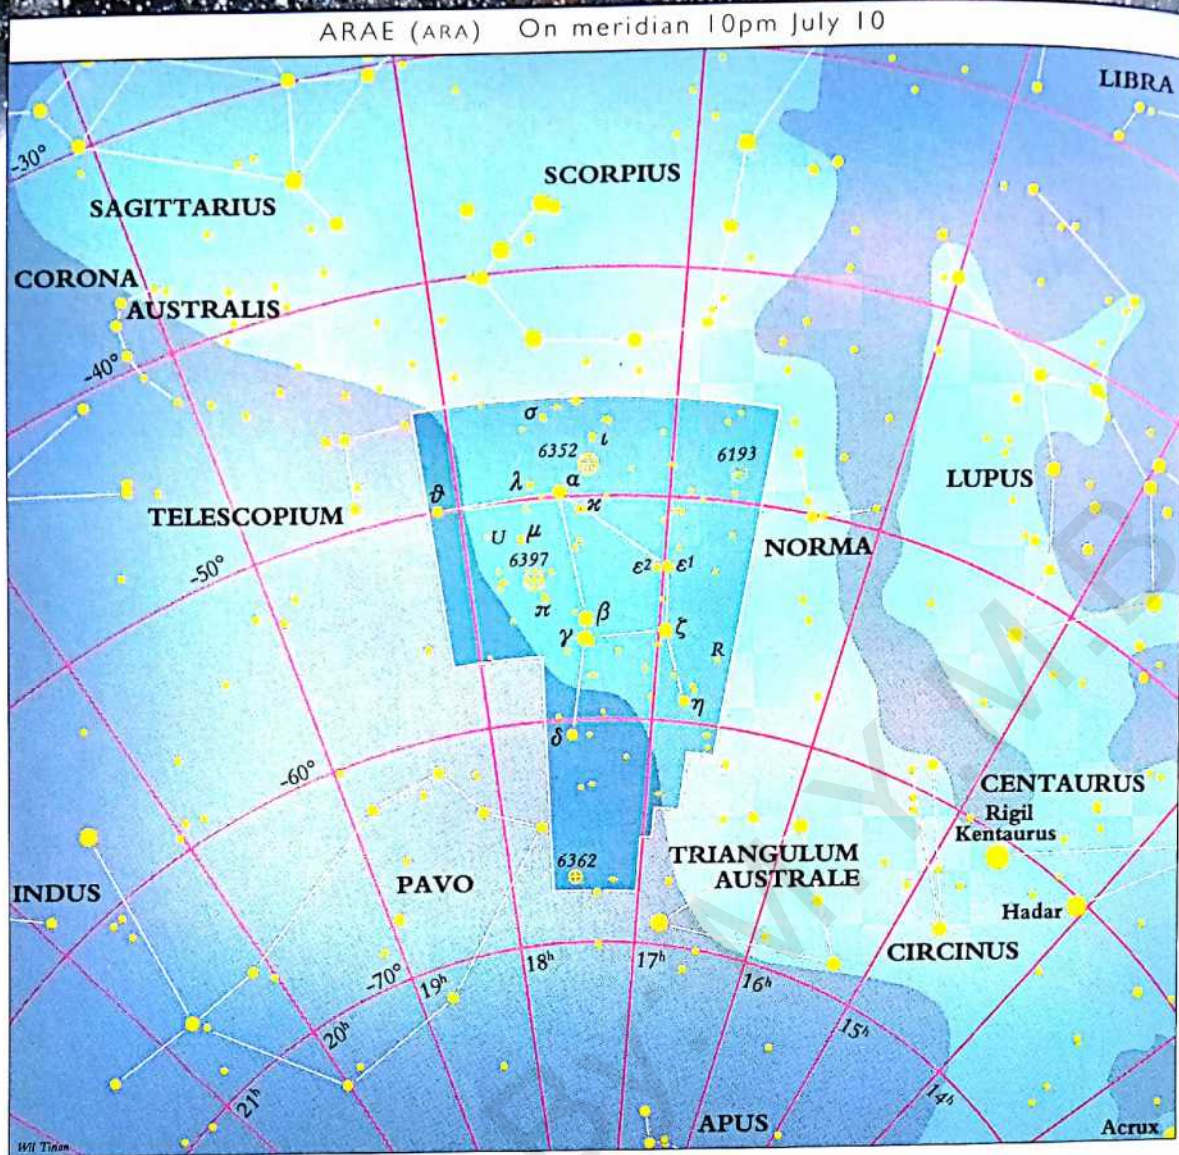 ARAE (ARA) On meridian 10pm July 10
LIBRA
-30°
SCORPIUS
SAGITTARIUS
CORONA
AUSTRALIS
-40°
σ
ι
6352
6193
λ
α
ϑ
ϰ
LUPUS
TELESCOPIUM
U
μ
NORMA
6397
-50°
ε²
ε¹
π
β
γ
ζ
R
η
δ
-60°
CENTAURUS
Rigil
Kentaurus
6362
TRIANGULUM
AUSTRALE
PAVO
INDUS
Hadar
CIRCINUS
18ʰ
17ʰ
-70°
19ʰ
16ʰ
20ʰ
15ʰ
21ʰ
14ʰ
APUS
Acrux
Wil Tirion